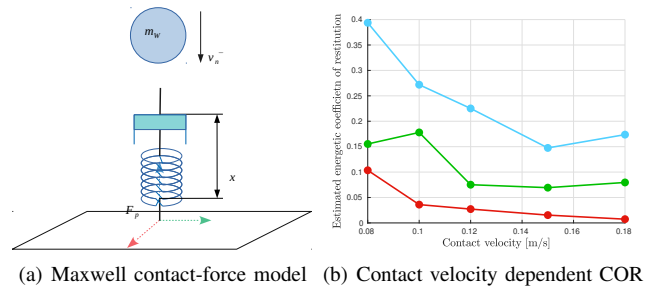 m_w
v_n^-
x
F_p
Estimated energetic coefficietn of restitution
0.4
0.35
0.3
0.25
0.2
0.15
0.1
0.05
0
0.08
0.1
0.12
0.14
0.16
0.18
Contact velocity [m/s]
(a) Maxwell contact-force model
(b) Contact velocity dependent COR